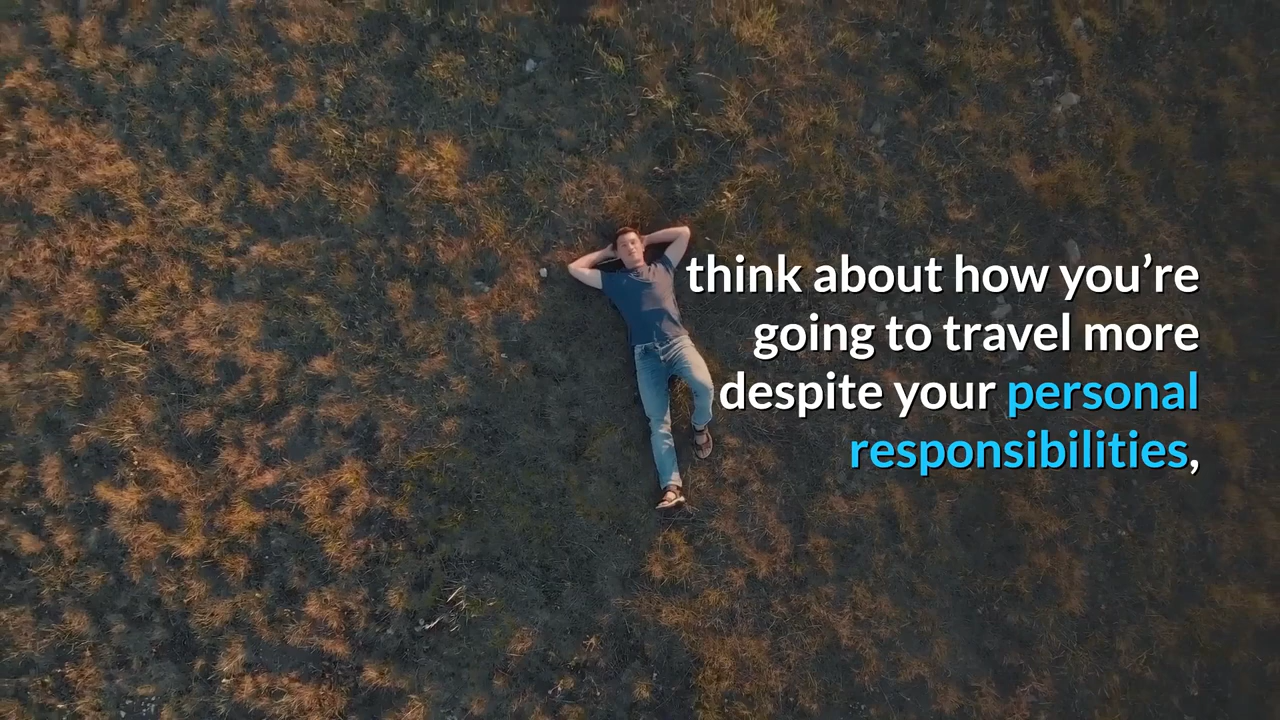 think about how you’re
going to travel more
despite your personal
responsibilities,